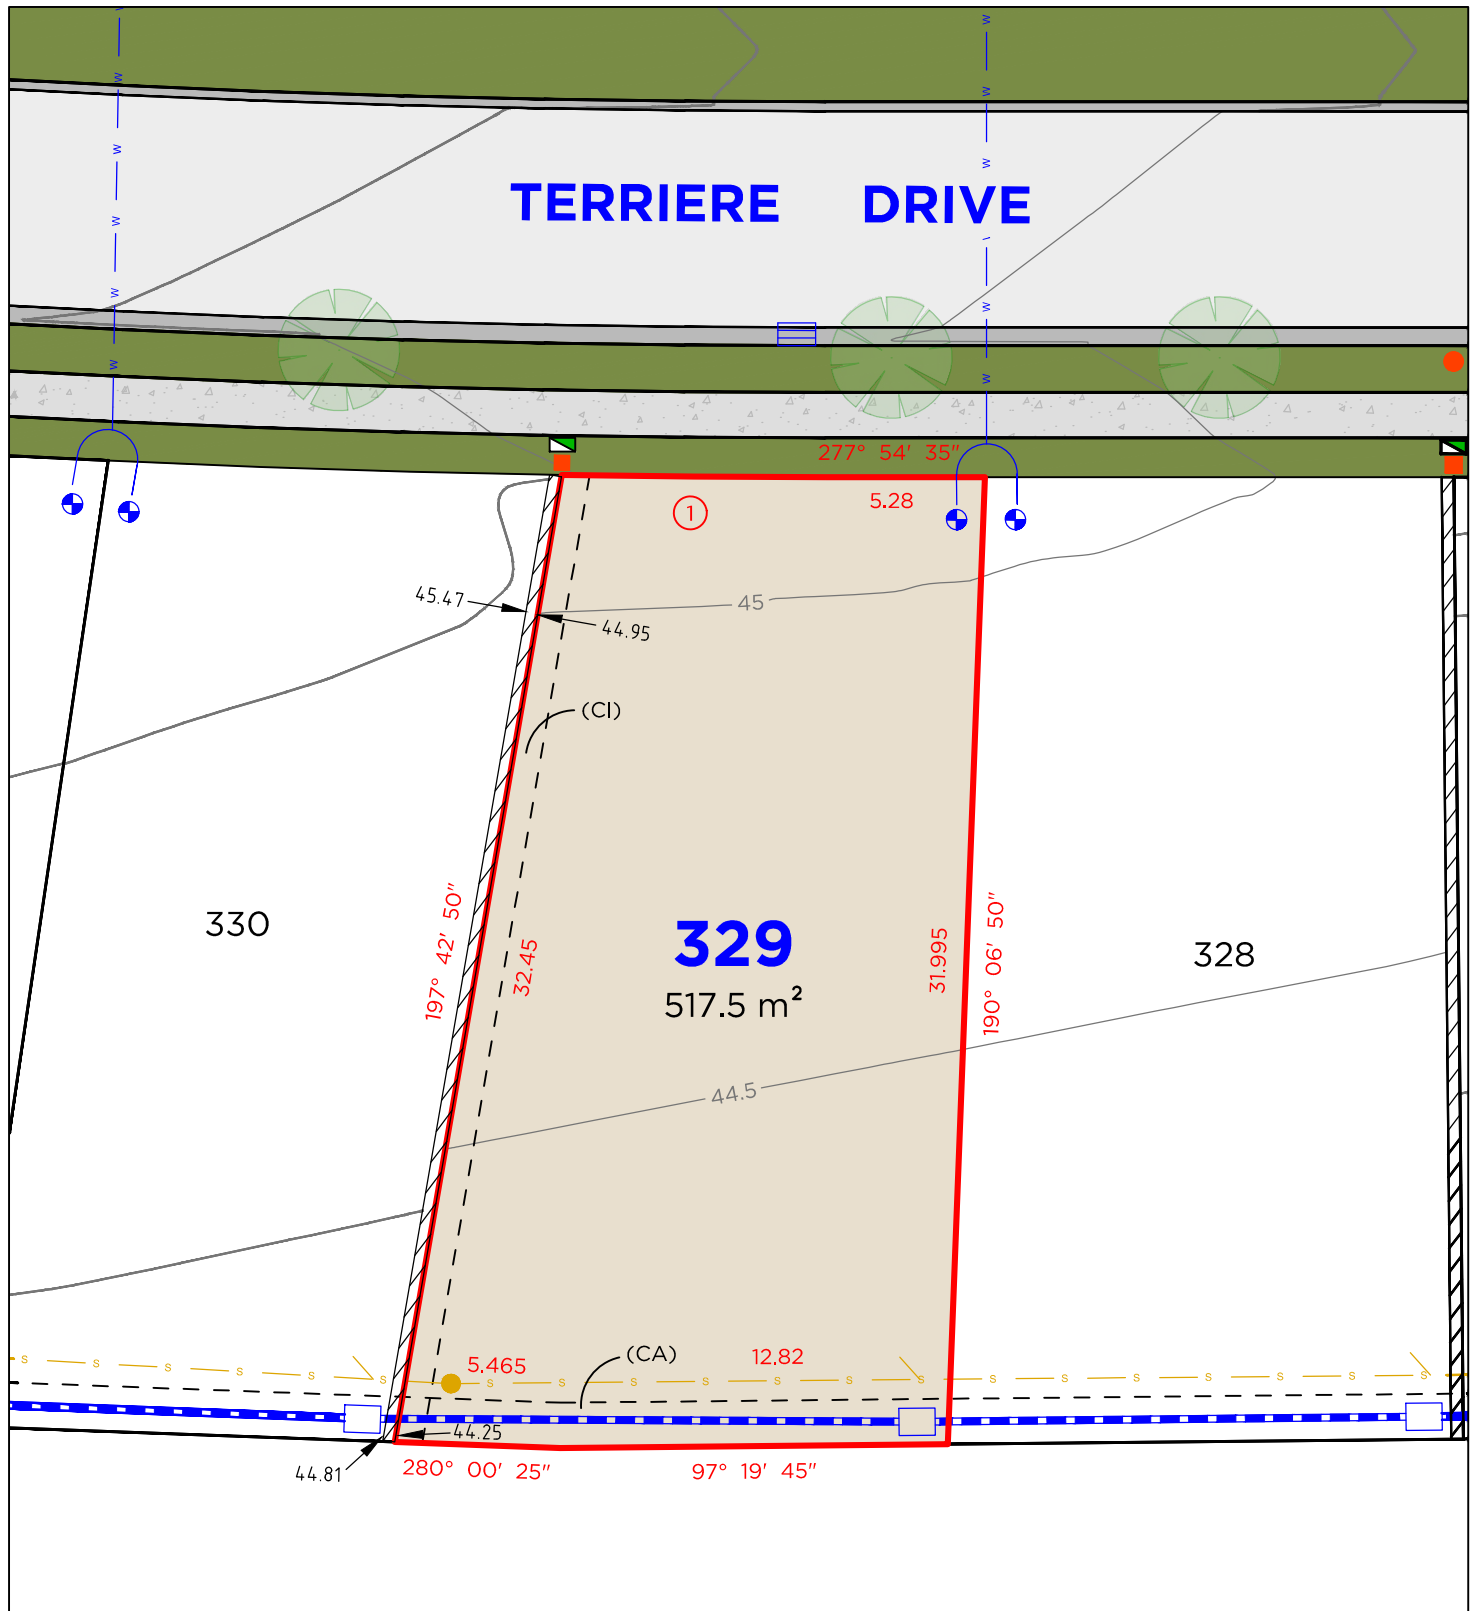 TERRIERE DRIVE
277° 54' 35"
5.28
1
45.47
44.95
45
(CI)
197° 42' 50"
32.45
330
329
517.5 m²
31.995
190° 06' 50"
328
44.5
5.465
(CA)
12.82
44.25
44.81
280° 00' 25"
97° 19' 45"
W W W W W
W W W W W
S S S S S S S S S S S S S S S S S S S S